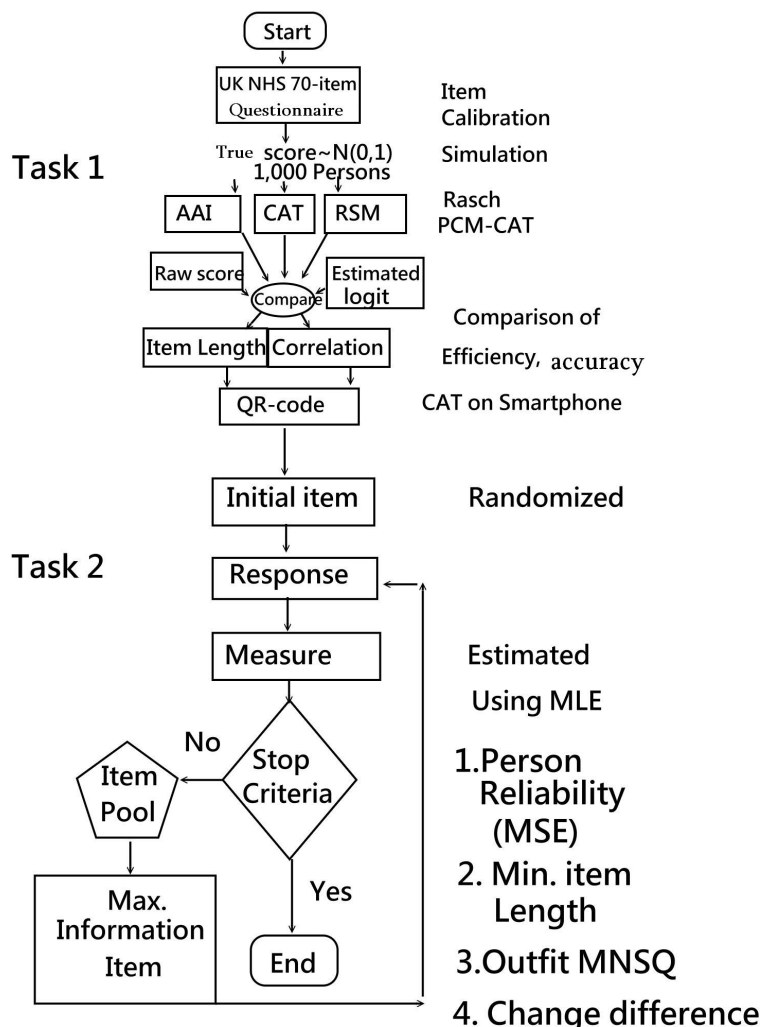 Start
UK NHS 70-item
Questionnaire
Item
Calibration
True score~N(0,1)
1,000 Persons
Simulation
Task 1
AAI
CAT
RSM
Rasch
PCM-CAT
Raw score
Estimated
logit
Compare
Comparison of
Efficiency, accuracy
Item Length
Correlation
QR-code
CAT on Smartphone
Initial item
Randomized
Task 2
Response
Measure
Estimated
Using MLE
No
Stop
Criteria
Item
Pool
1.Person
Reliability
(MSE)
Yes
2. Min. item
Length
Max.
Information
Item
End
3.Outfit MNSQ
4. Change difference